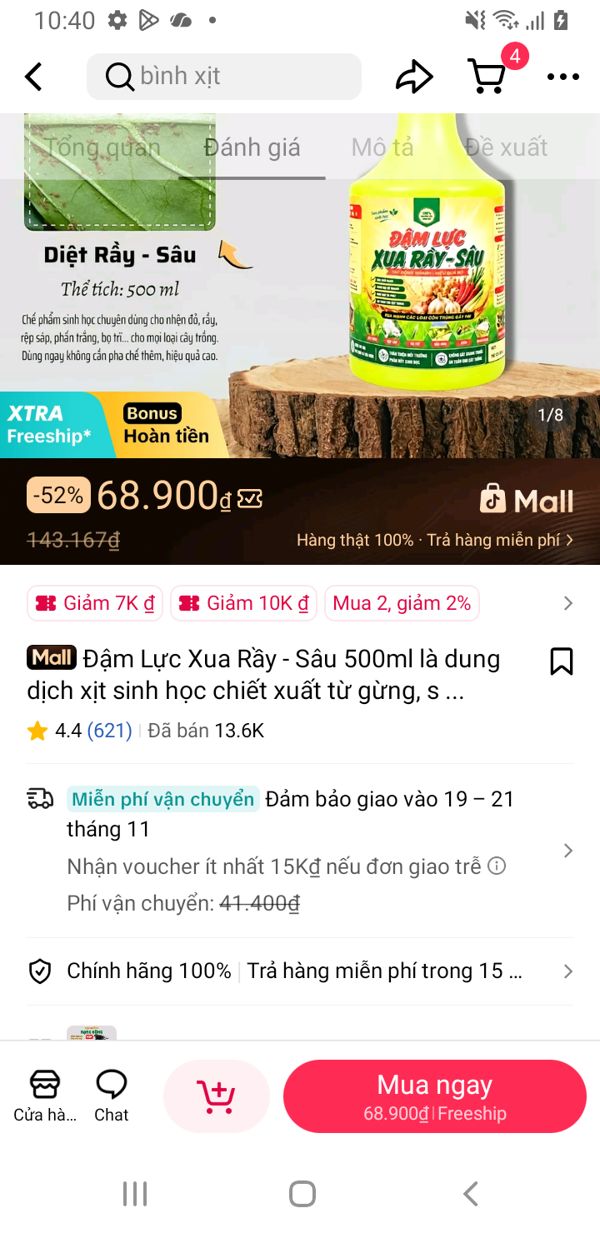 10:40
bình xịt
4
Tổng quan
Đánh giá
Mô tả
Đề xuất
Diệt Rầy - Sâu
Thể tích: 500 ml
Chế phẩm sinh học chuyên dùng cho nhện đỏ, rầy,
rệp sáp, phấn trắng, bọ trĩ... cho mọi loại cây trồng.
Dùng ngay không cần pha chế thêm, hiệu quả cao.
ĐẬM LỰC
XUA RẦY-SÂU
XTRA
Freeship*
Bonus
Hoàn tiền
1/8
-52%
68.900đ
Mall
143.167đ
Hàng thật 100% · Trả hàng miễn phí
Giảm 7K đ
Giảm 10K đ
Mua 2, giảm 2%
Mall Đậm Lực Xua Rầy - Sâu 500ml là dung
dịch xịt sinh học chiết xuất từ gừng, s ...
4.4 (621) Đã bán 13.6K
Miễn phí vận chuyển Đảm bảo giao vào 19 – 21
tháng 11
Nhận voucher ít nhất 15K₫ nếu đơn giao trễ
Phí vận chuyển: 41.400₫
Chính hãng 100% Trả hàng miễn phí trong 15 ...
Cửa hà...
Chat
Mua ngay
68.900₫ Freeship